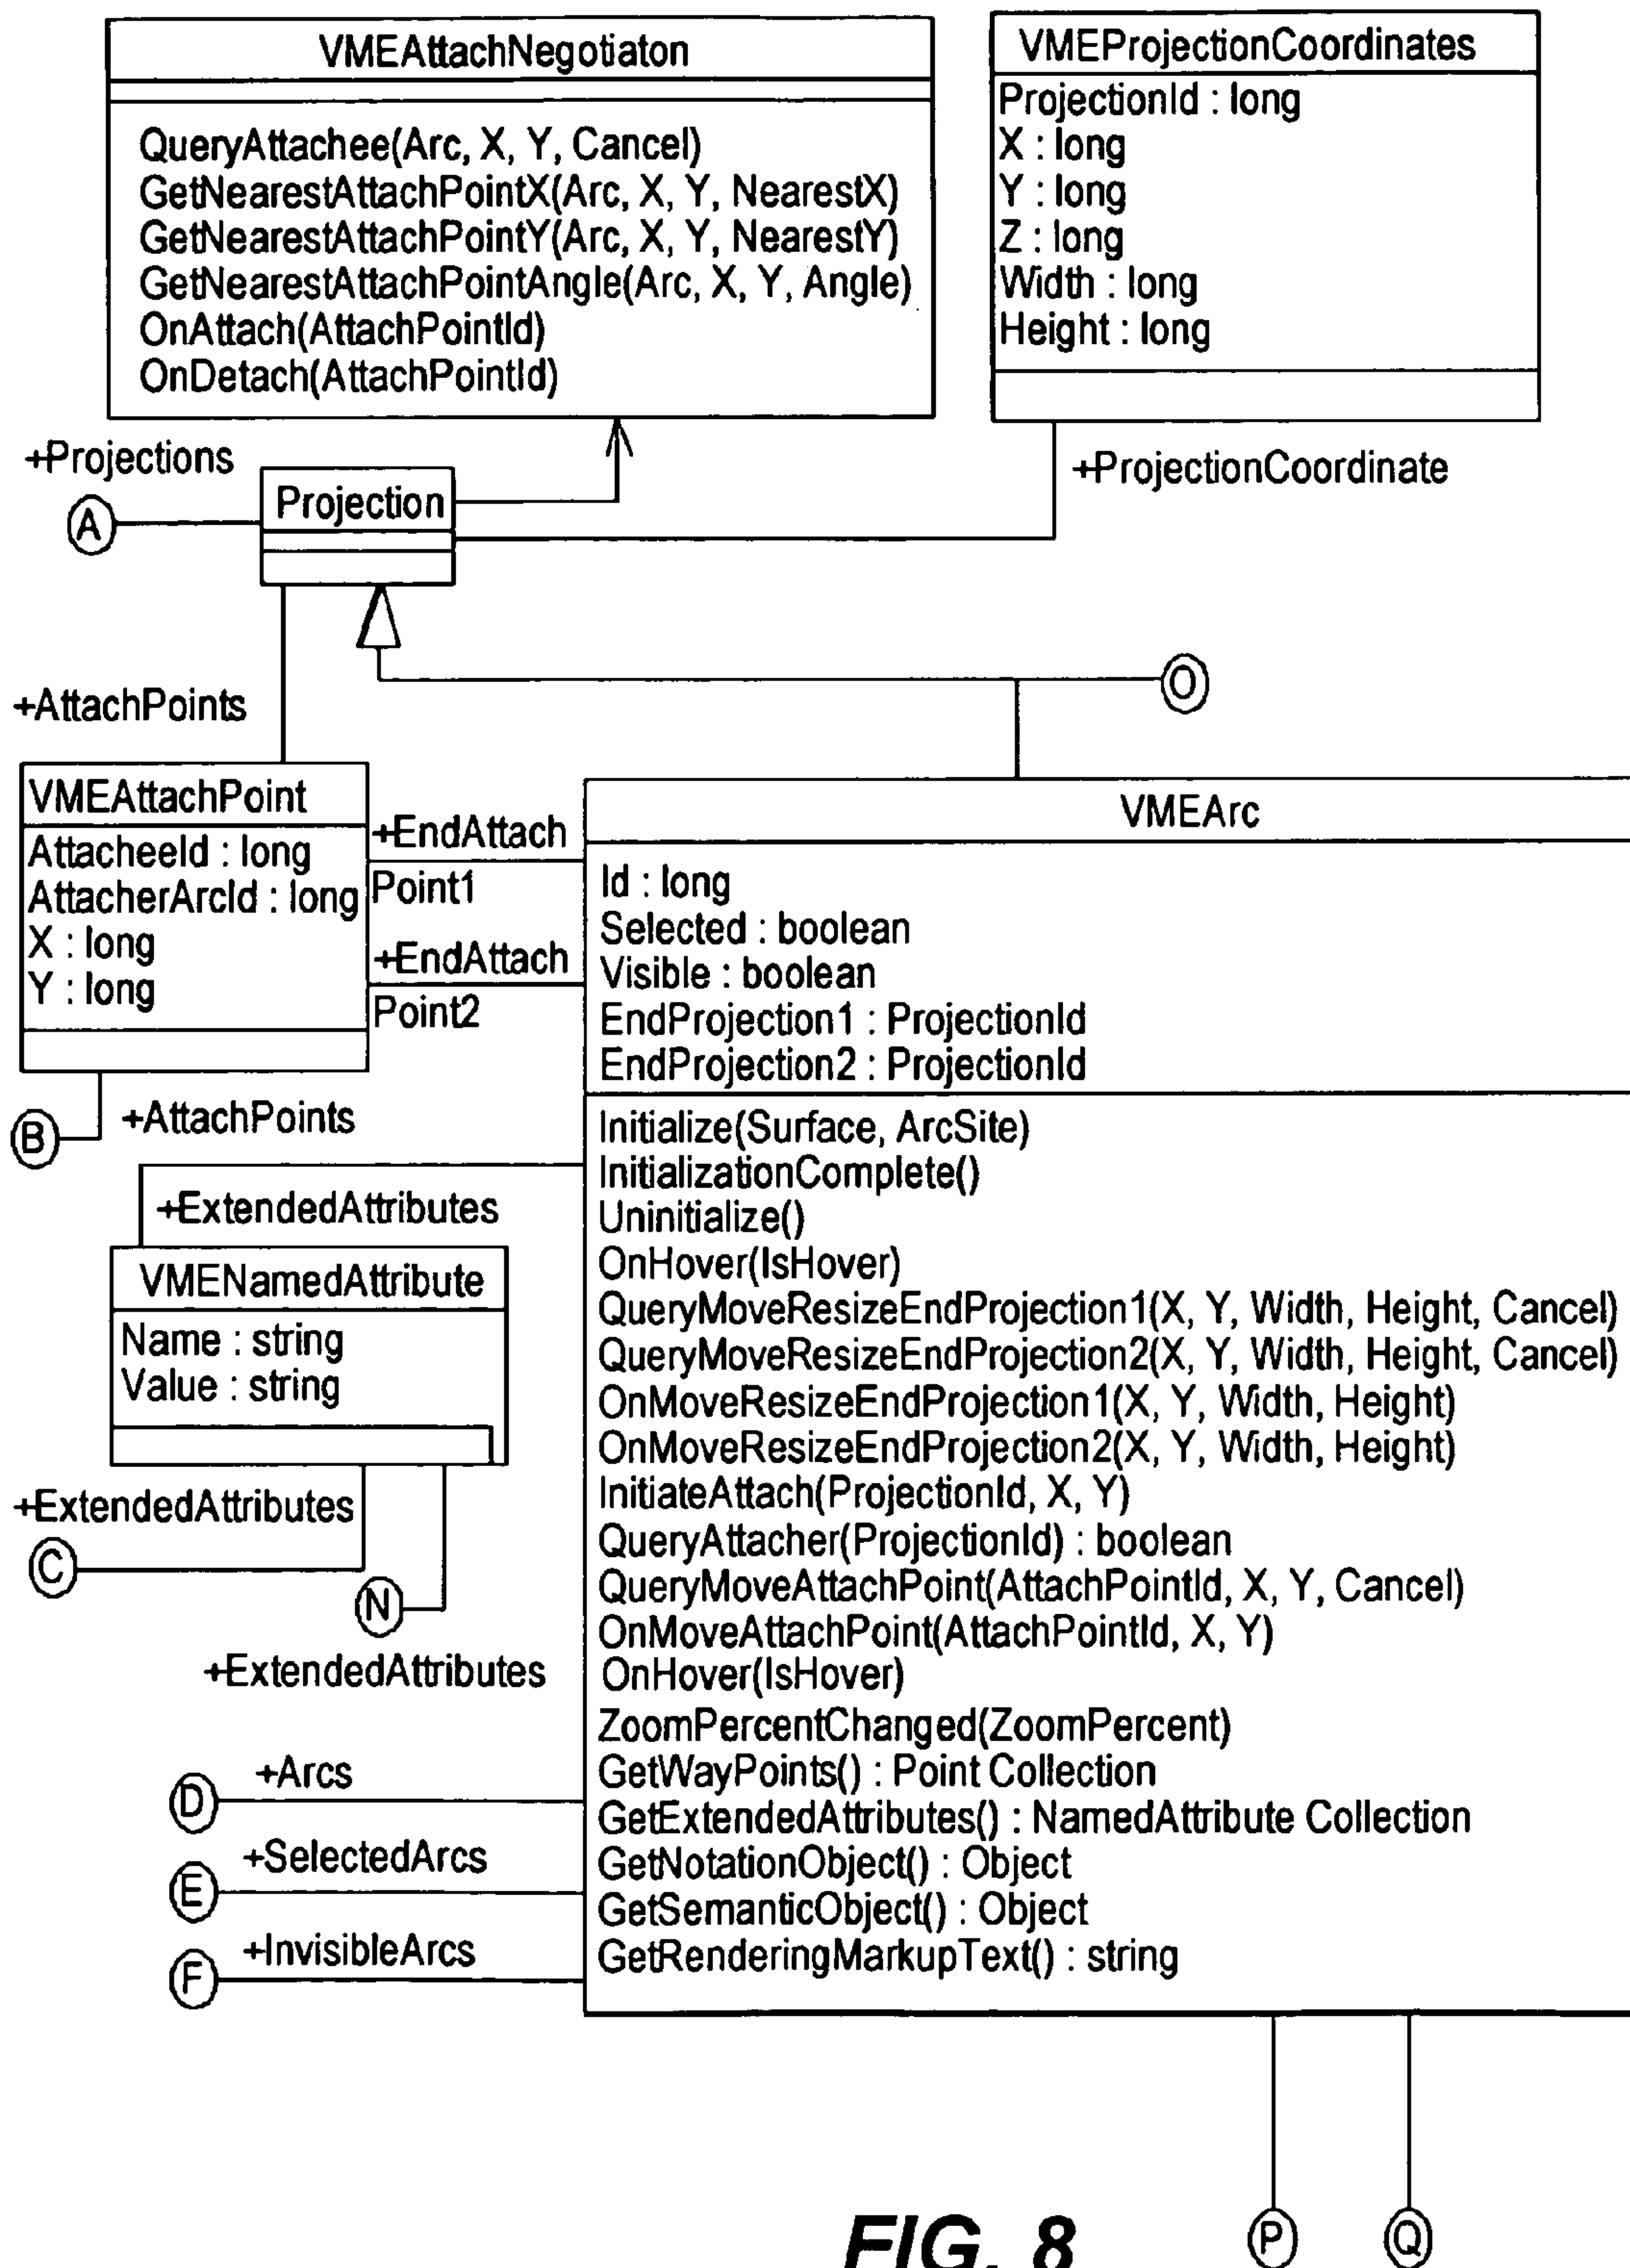 VMEAttachNegotiaton
QueryAttachee(Arc, X, Y, Cancel)
GetNearestAttachPointX(Arc, X, Y, NearestX)
GetNearestAttachPointY(Arc, X, Y, NearestY)
GetNearestAttachPointAngle(Arc, X, Y, Angle)
OnAttach(AttachPointId)
OnDetach(AttachPointId)
VMEProjectionCoordinates
ProjectionId : long
X : long
Y : long
Z : long
Width : long
Height : long
+Projections
A
Projection
+ProjectionCoordinate
O
+AttachPoints
VMEAttachPoint
AttacheeId : long
AttacherArcId : long
X : long
Y : long
+EndAttach
Point1
+EndAttach
Point2
B
+AttachPoints
+ExtendedAttributes
VMENamedAttribute
Name : string
Value : string
+ExtendedAttributes
C
N
+ExtendedAttributes
+Arcs
D
+SelectedArcs
E
+InvisibleArcs
F
VMEArc
Id : long
Selected : boolean
Visible : boolean
EndProjection1 : ProjectionId
EndProjection2 : ProjectionId
Initialize(Surface, ArcSite)
InitializationComplete()
Uninitialize()
OnHover(IsHover)
QueryMoveResizeEndProjection1(X, Y, Width, Height, Cancel)
QueryMoveResizeEndProjection2(X, Y, Width, Height, Cancel)
OnMoveResizeEndProjection1(X, Y, Width, Height)
OnMoveResizeEndProjection2(X, Y, Width, Height)
InitiateAttach(ProjectionId, X, Y)
QueryAttacher(ProjectionId) : boolean
QueryMoveAttachPoint(AttachPointId, X, Y, Cancel)
OnMoveAttachPoint(AttachPointId, X, Y)
OnHover(IsHover)
ZoomPercentChanged(ZoomPercent)
GetWayPoints() : Point Collection
GetExtendedAttributes() : NamedAttribute Collection
GetNotationObject() : Object
GetSemanticObject() : Object
GetRenderingMarkupText() : string
P
Q
FIG. 8